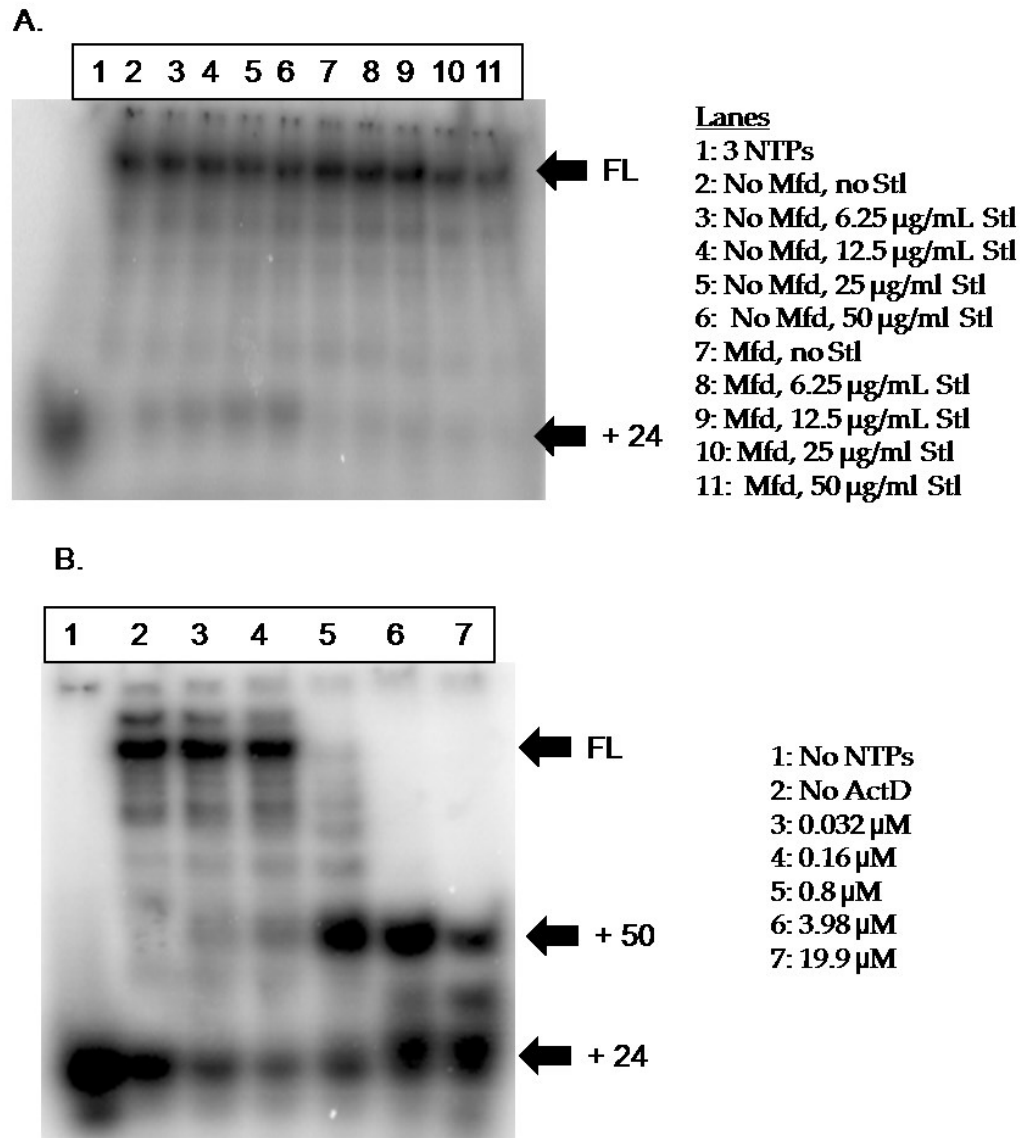 A.
1 2 3 4 5 6 7 8 9 10 11
FL
+ 24
Lanes
1: 3 NTPs
2: No Mfd, no Stl
3: No Mfd, 6.25 µg/mL Stl
4: No Mfd, 12.5 µg/mL Stl
5: No Mfd, 25 µg/ml Stl
6: No Mfd, 50 µg/ml Stl
7: Mfd, no Stl
8: Mfd, 6.25 µg/mL Stl
9: Mfd, 12.5 µg/mL Stl
10: Mfd, 25 µg/ml Stl
11: Mfd, 50 µg/ml Stl
B.
1 2 3 4 5 6 7
FL
+ 50
+ 24
1: No NTPs
2: No ActD
3: 0.032 µM
4: 0.16 µM
5: 0.8 µM
6: 3.98 µM
7: 19.9 µM